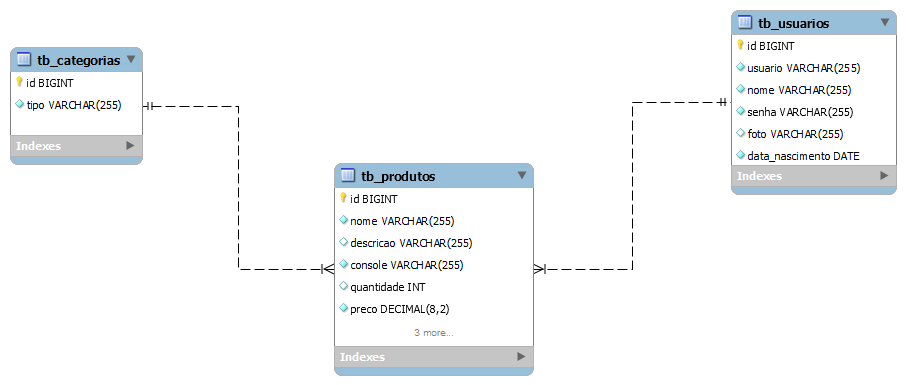 tb_categorias
id BIGINT
tipo VARCHAR(255)
Indexes
tb_produtos
id BIGINT
nome VARCHAR(255)
descricao VARCHAR(255)
console VARCHAR(255)
quantidade INT
preco DECIMAL(8,2)
3 more...
Indexes
tb_usuarios
id BIGINT
usuario VARCHAR(255)
nome VARCHAR(255)
senha VARCHAR(255)
foto VARCHAR(255)
data_nascimento DATE
Indexes